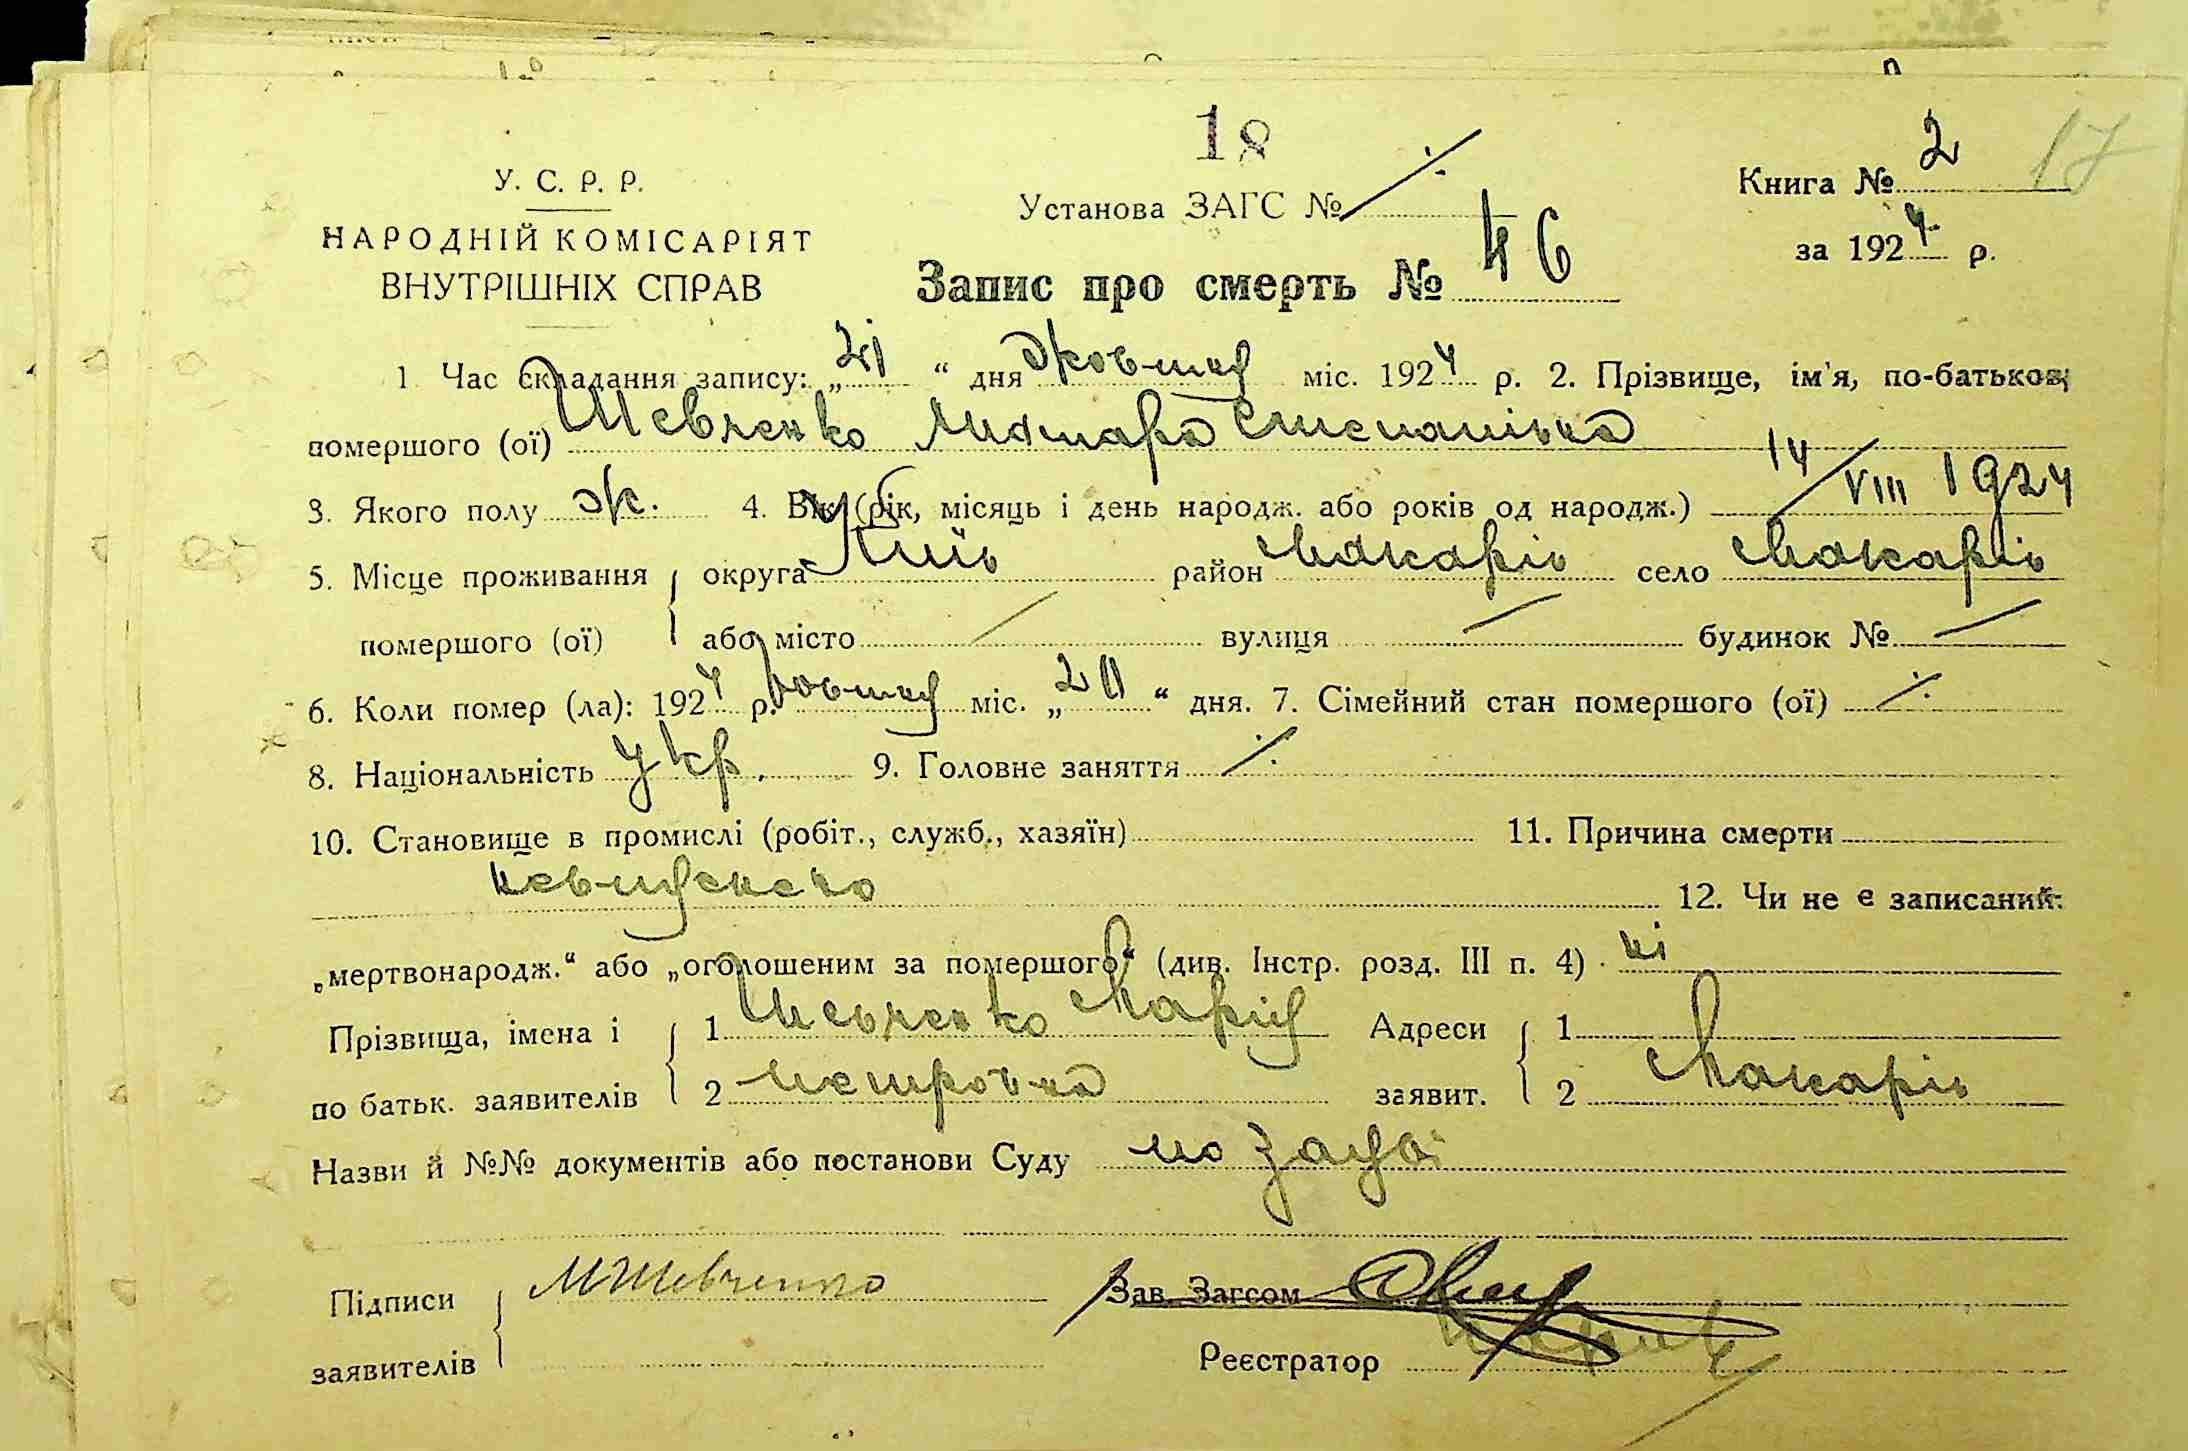 18
17
У. С. Р. Р.
НАРОДНІЙ КОМІСАРІЯТ
ВНУТРІШНІХ СПРАВ
Установа ЗАГС №
Книга № 2
за 1924 р.
Запис про смерть № 46
1 Час складання запису: „21“ дня жовтня міс. 1924 р. 2. Прізвище, ім'я, по-батькові
помершого (ої) Шевченко Степанівна
3. Якого полу ж. 4. Вік (рік, місяць і день народж. або років од народж.) 14/VIII 1924
5. Місце проживання округа Київ район Макарів село Макарів
помершого (ої) або місто — вулиця — будинок № —
6. Коли помер (ла): 1924 р. жовтня міс. „20“ дня. 7. Сімейний стан помершого (ої)
8. Національність укр. 9. Головне заняття
10. Становище в промислі (робіт., служб., хазяїн) 11. Причина смерти
12. Чи не є записаний:
„мертвонародж.“ або „оголошеним за помершого“ (див. Інстр. розд. III п. 4) ні
Прізвища, імена і 1 Шевченко Марія Адреси 1
по батьк. заявителів 2 Петровна заявит. 2 Макарів
Назви й №№ документів або постанови Суду по
Підписи МШевченко Зав. Загсом
заявителів Реєстратор